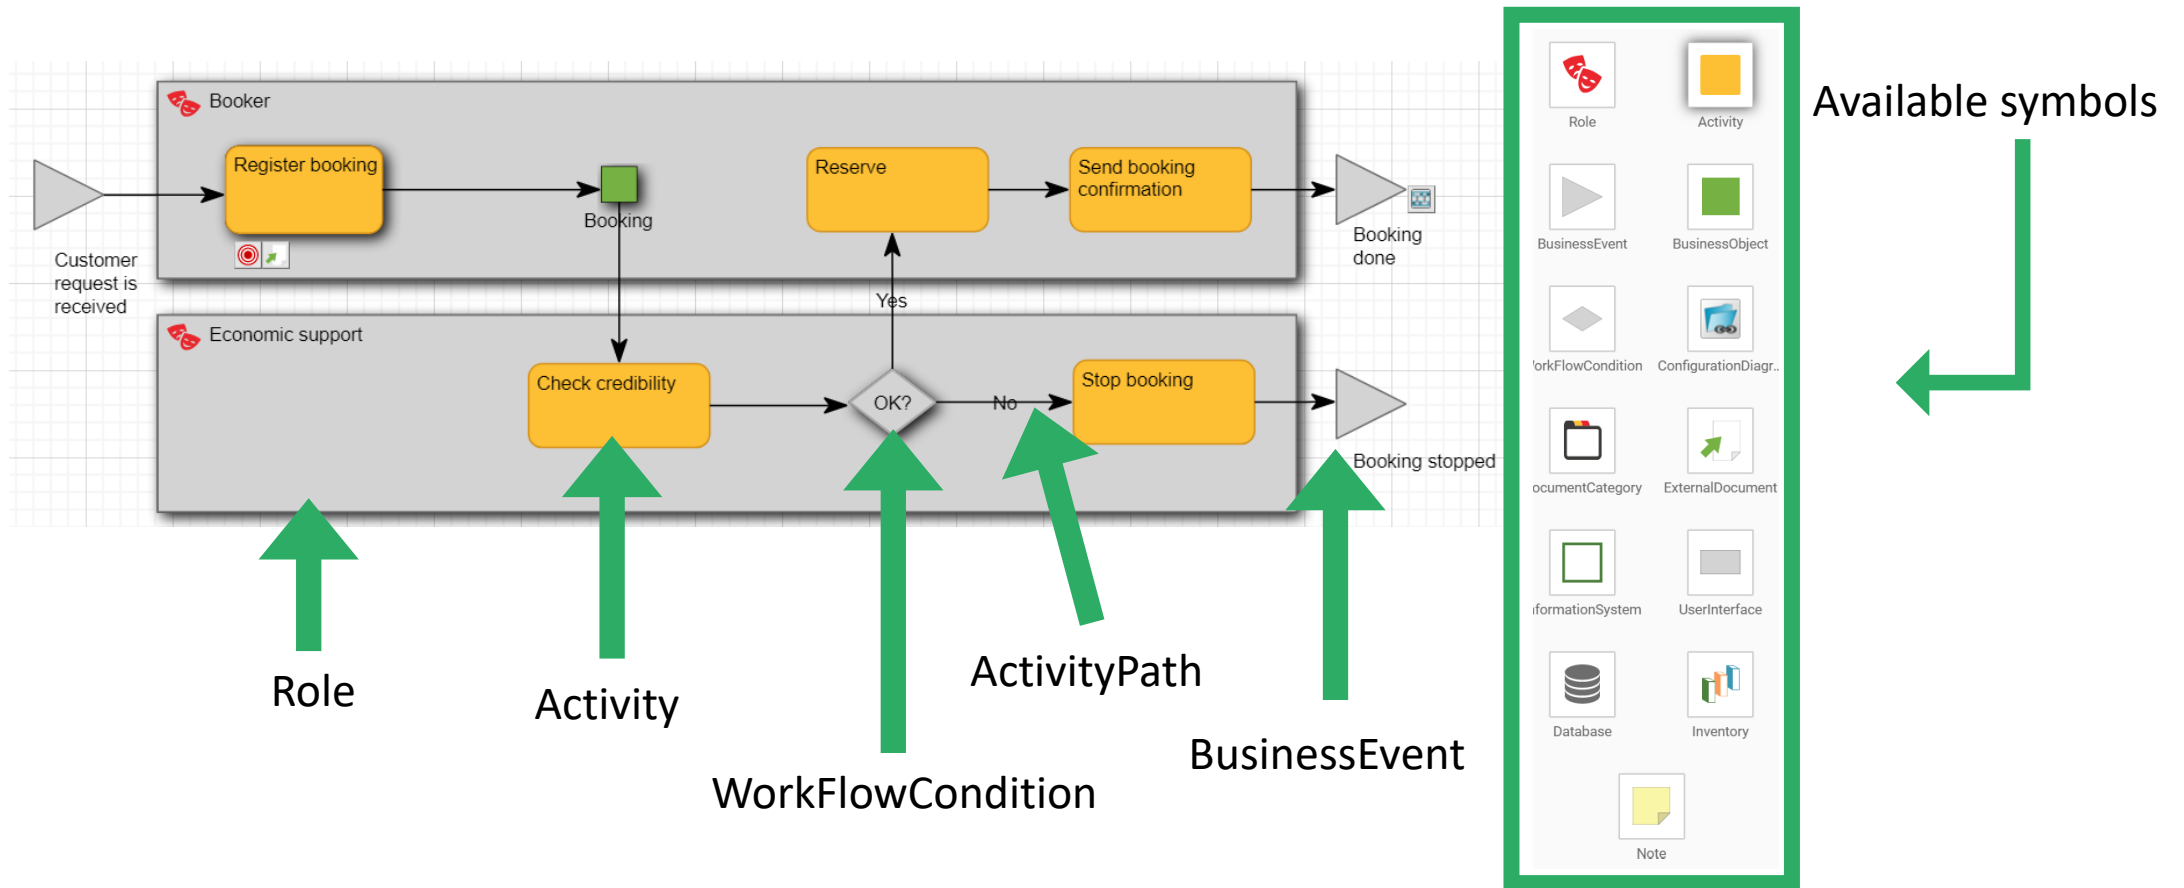 Booker
Register booking
Booking
Reserve
Send booking
confirmation
Customer
request is
received
Booking
done
Yes
Economic support
Check credibility
OK?
No
Stop booking
Booking stopped
Role
Activity
WorkFlowCondition
ActivityPath
BusinessEvent
Available symbols
Role
Activity
BusinessEvent
BusinessObject
orkFlowCondition
ConfigurationDiagr..
ocumentCategory
ExternalDocument
nformationSystem
UserInterface
Database
Inventory
Note